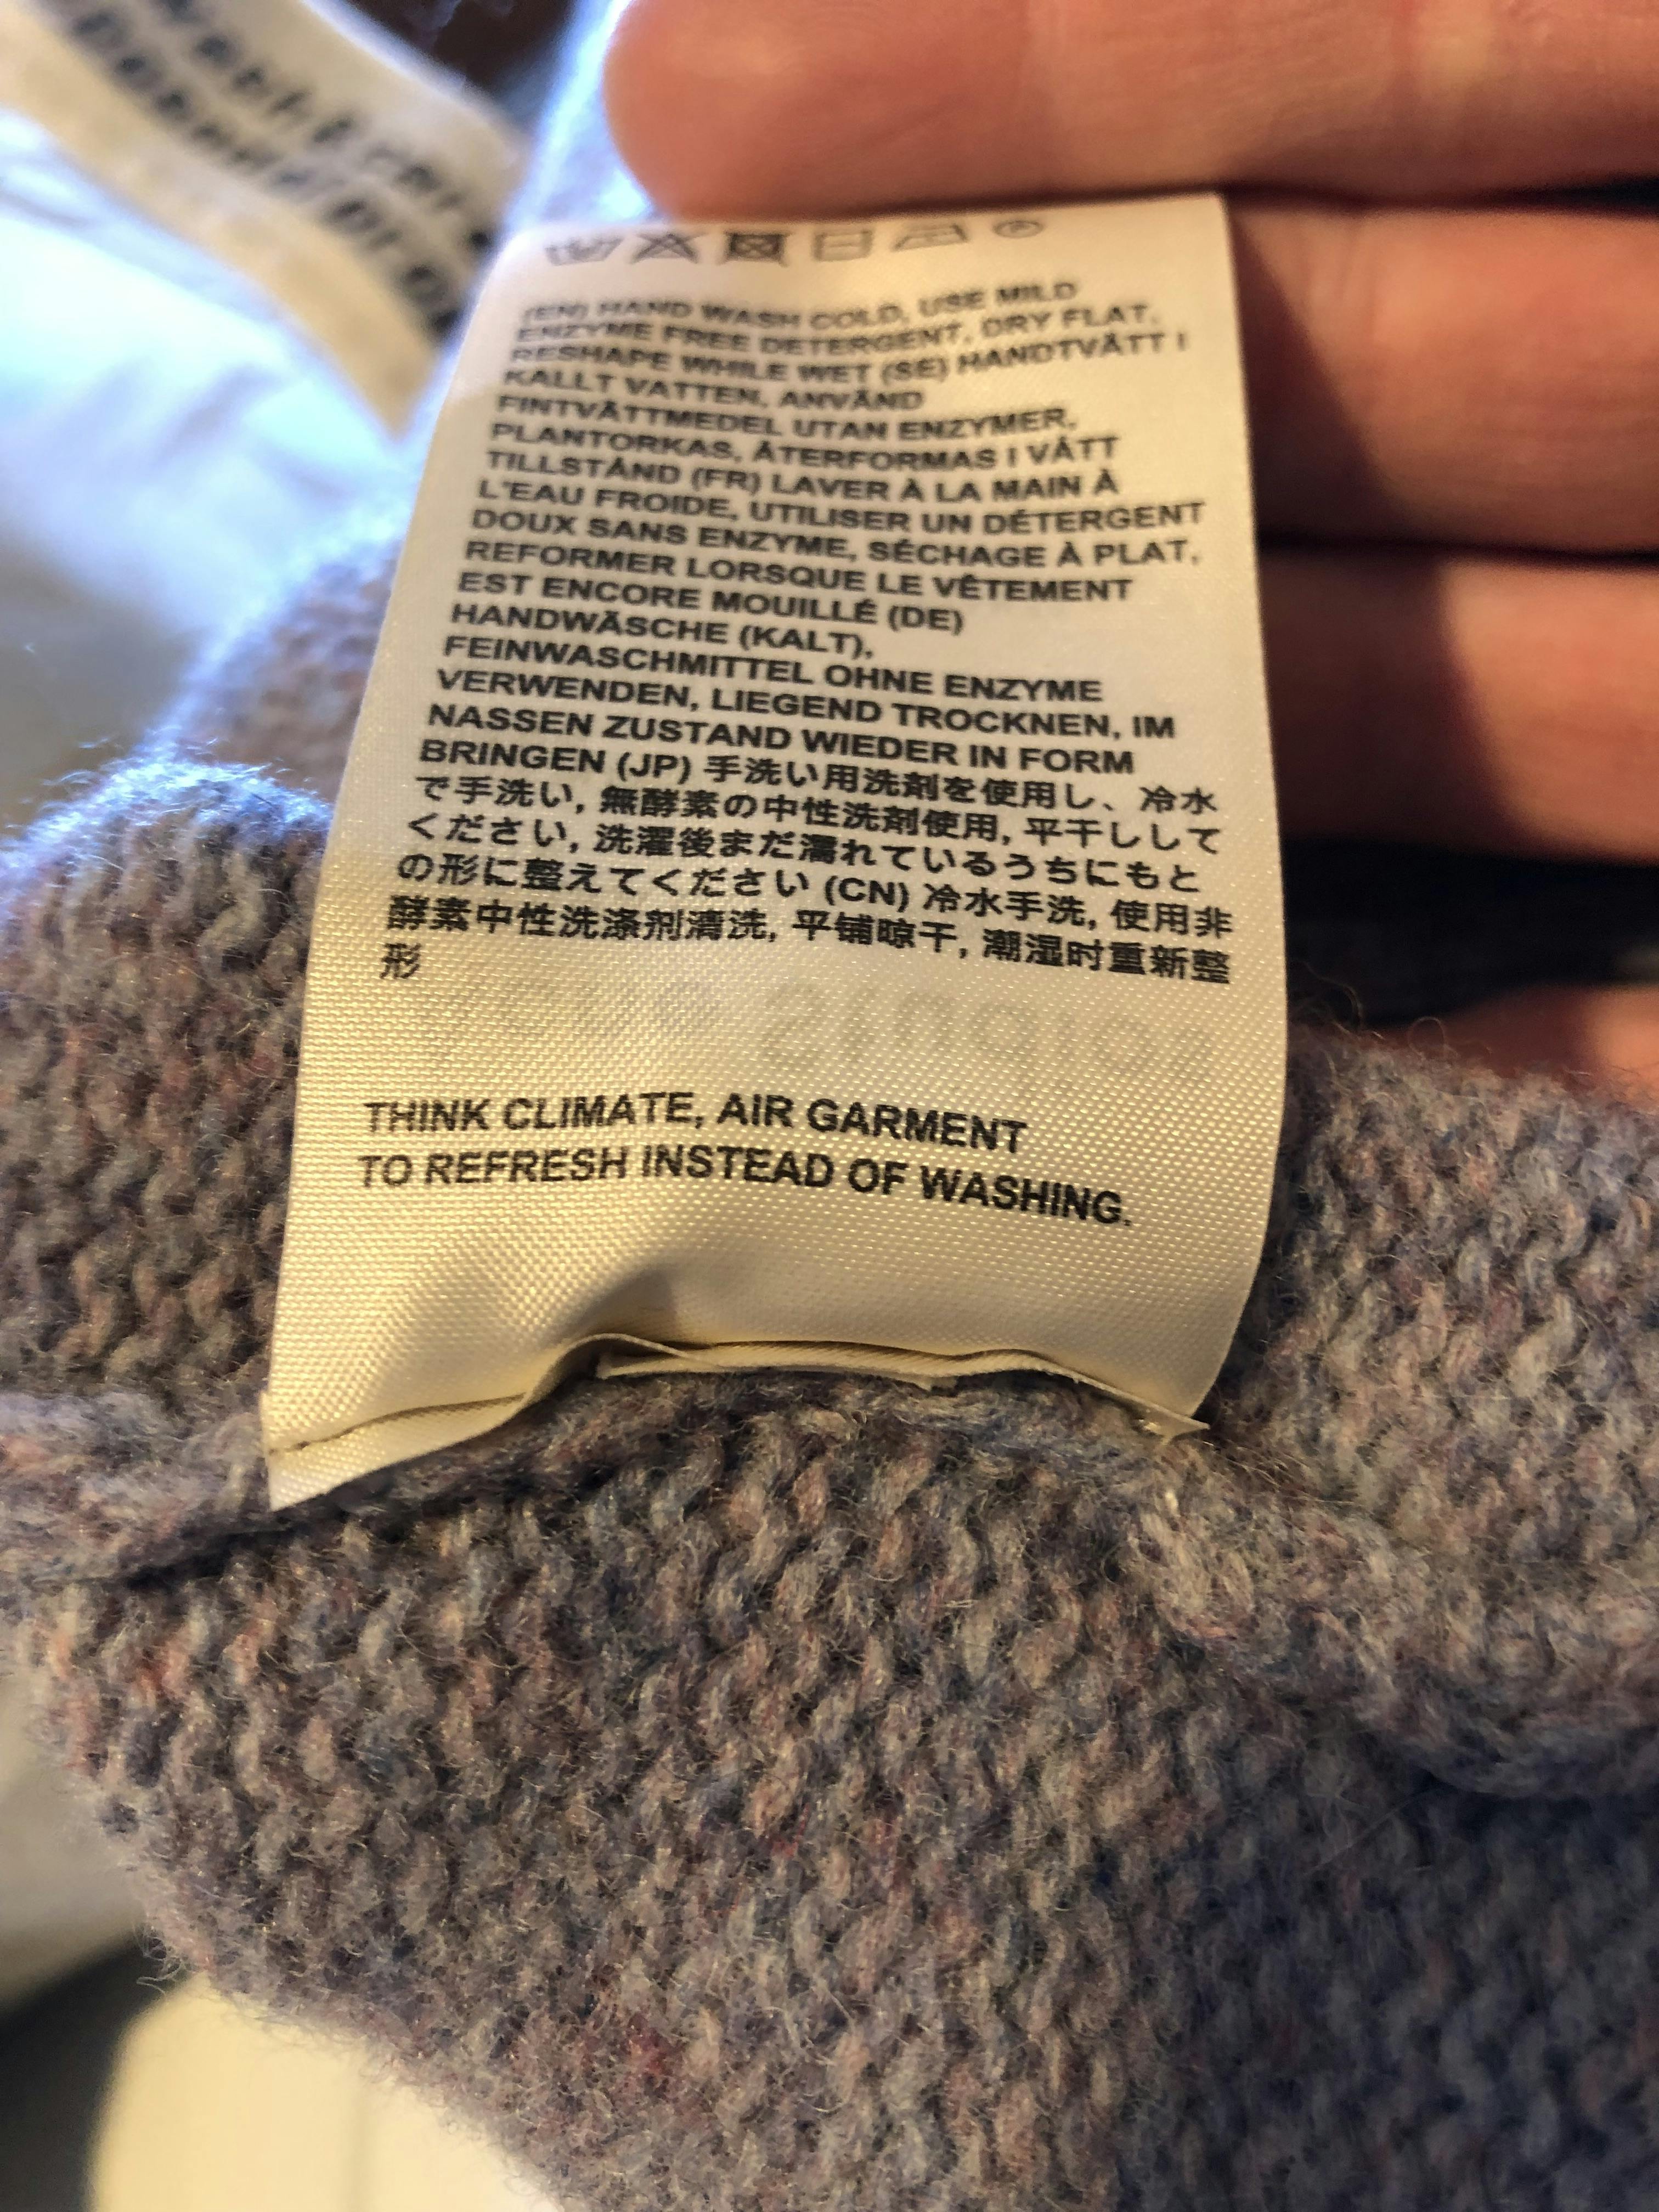 (EN) HAND WASH COLD, USE MILD
ENZYME FREE DETERGENT, DRY FLAT,
RESHAPE WHILE WET (SE) HANDTVÄTT I
KALLT VATTEN, ANVÄND
FINTVÄTTMEDEL UTAN ENZYMER,
PLANTORKAS, ÅTERFORMAS I VÅTT
TILLSTÅND (FR) LAVER À LA MAIN À
L'EAU FROIDE, UTILISER UN DÉTERGENT
DOUX SANS ENZYME, SÉCHAGE À PLAT,
REFORMER LORSQUE LE VÊTEMENT
EST ENCORE MOUILLÉ (DE)
HANDWÄSCHE (KALT),
FEINWASCHMITTEL OHNE ENZYME
VERWENDEN, LIEGEND TROCKNEN, IM
NASSEN ZUSTAND WIEDER IN FORM
BRINGEN (JP) 手洗い用洗剤を使用し、冷水
で手洗い, 無酵素の中性洗剤使用, 平干しして
ください, 洗濯後まだ濡れているうちにもと
の形に整えてください (CN) 冷水手洗, 使用非
酵素中性洗涤剂清洗, 平铺晾干, 潮湿时重新整
形
THINK CLIMATE, AIR GARMENT
TO REFRESH INSTEAD OF WASHING.